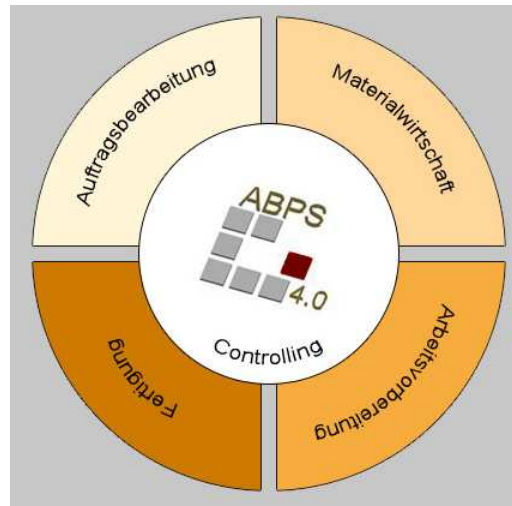 Auftragsbearbeitung
Materialwirtschaft
ABPS
4.0
Controlling
Fertigung
Arbeitsvorbereitung